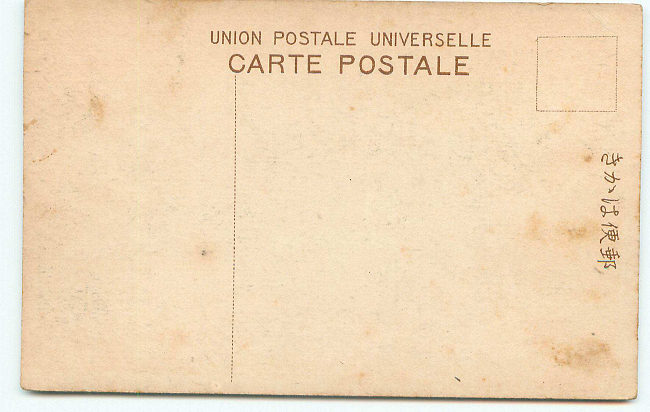 UNION POSTALE UNIVERSELLE
CARTE POSTALE
きかは便郵